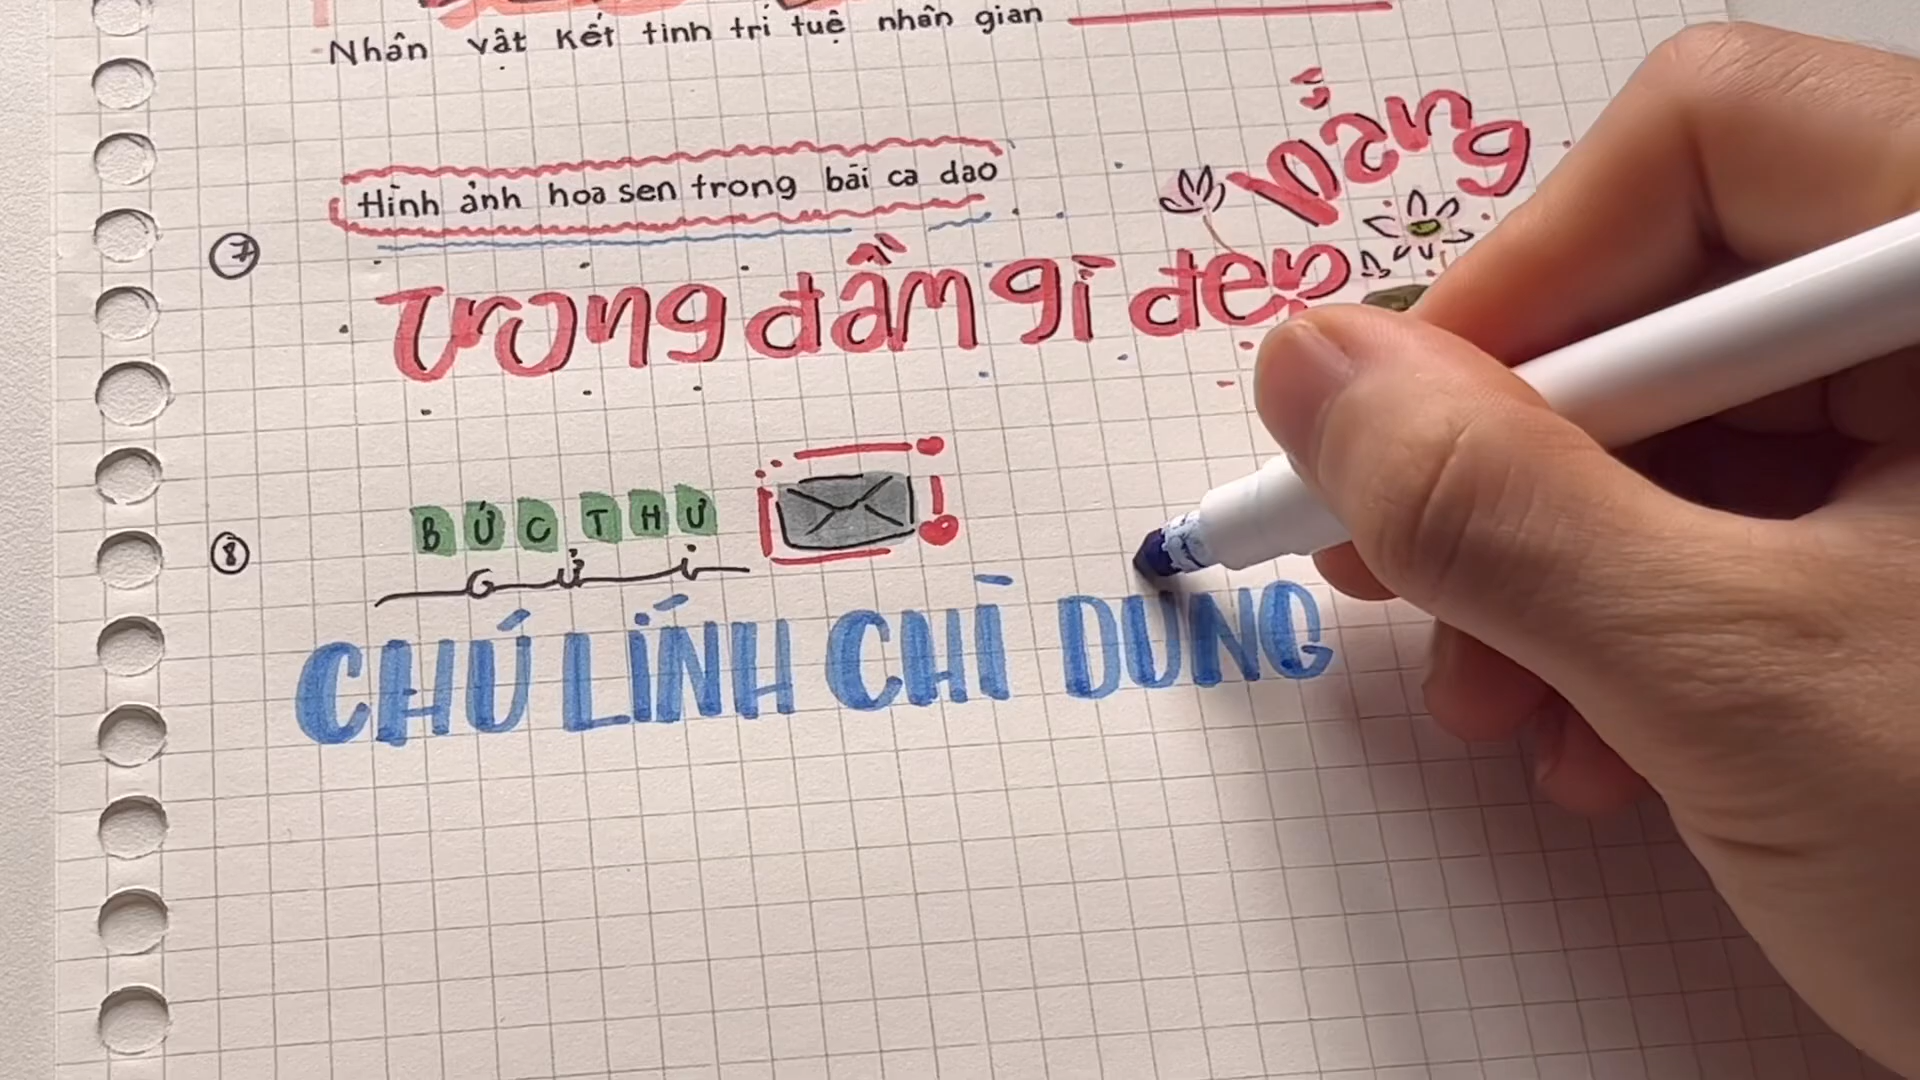 -Nhân vật kết tinh trí tuệ nhân gian
Hình ảnh hoa sen trong bài ca dao
Bằng
7
Trong đầm gì đẹp
BỨC THƯ
8
Gửi
CHÚ LÍNH CHÌ DUNG